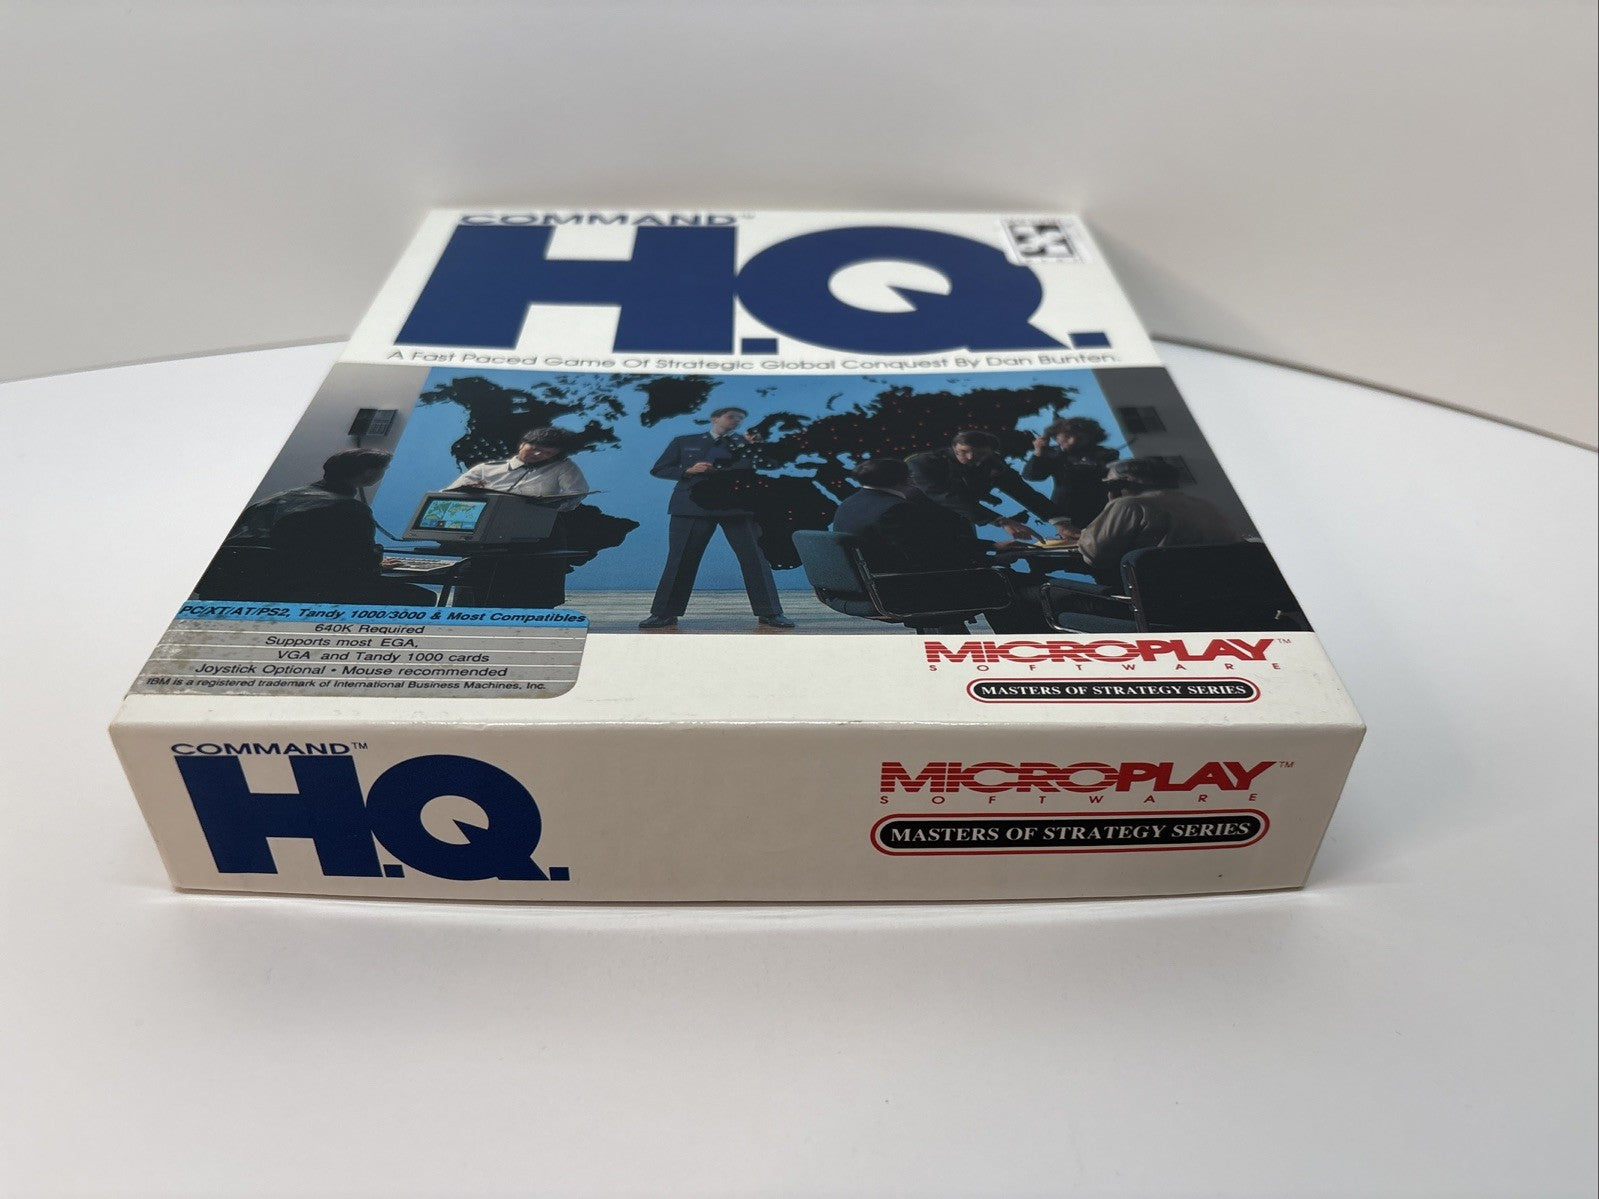 COMMAND™
H.Q.
A Fast Paced Game Of Strategic Global Conquest By Dan Bunten.
PC/XT/AT/PS2, Tandy 1000/3000 & Most Compatibles
640K Required
Supports most EGA,
VGA and Tandy 1000 cards
Joystick Optional • Mouse recommended
IBM is a registered trademark of International Business Machines, Inc.
MICROPLAY™
SOFTWARE
MASTERS OF STRATEGY SERIES
COMMAND™
H.Q.
MICROPLAY™
SOFTWARE
MASTERS OF STRATEGY SERIES